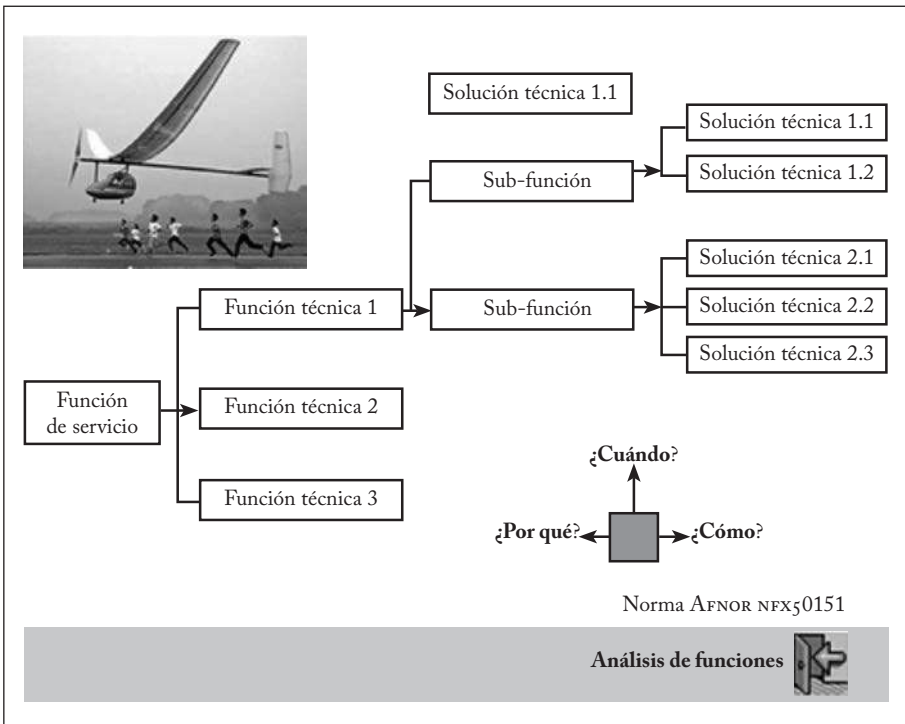 Solución técnica 1.1
Solución técnica 1.1
Sub-función
Solución técnica 1.2
Solución técnica 2.1
Función técnica 1
Sub-función
Solución técnica 2.2
Solución técnica 2.3
Función
de servicio
Función técnica 2
Función técnica 3
¿Cuándo?
¿Por qué?
¿Cómo?
Norma AFNOR NFX50151
Análisis de funciones